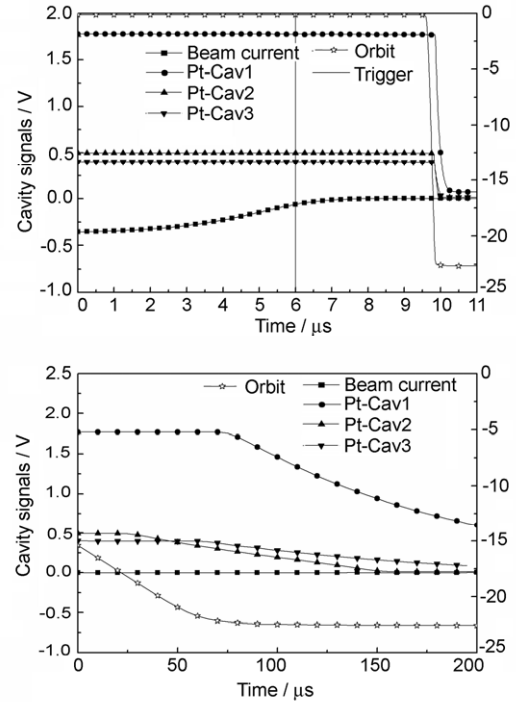 2.0
1.5
1.0
0.5
0.0
-0.5
-1.0
Cavity signals / V
Beam current
Pt-Cav1
Pt-Cav2
Pt-Cav3
Orbit
Trigger
0
-5
-10
-15
-20
-25
0 1 2 3 4 5 6 7 8 9 10 11
Time / μs
2.5
2.0
1.5
1.0
0.5
0.0
-0.5
-1.0
Cavity signals / V
Orbit
Beam current
Pt-Cav1
Pt-Cav2
Pt-Cav3
0
-5
-10
-15
-20
-25
0 50 100 150 200
Time / μs